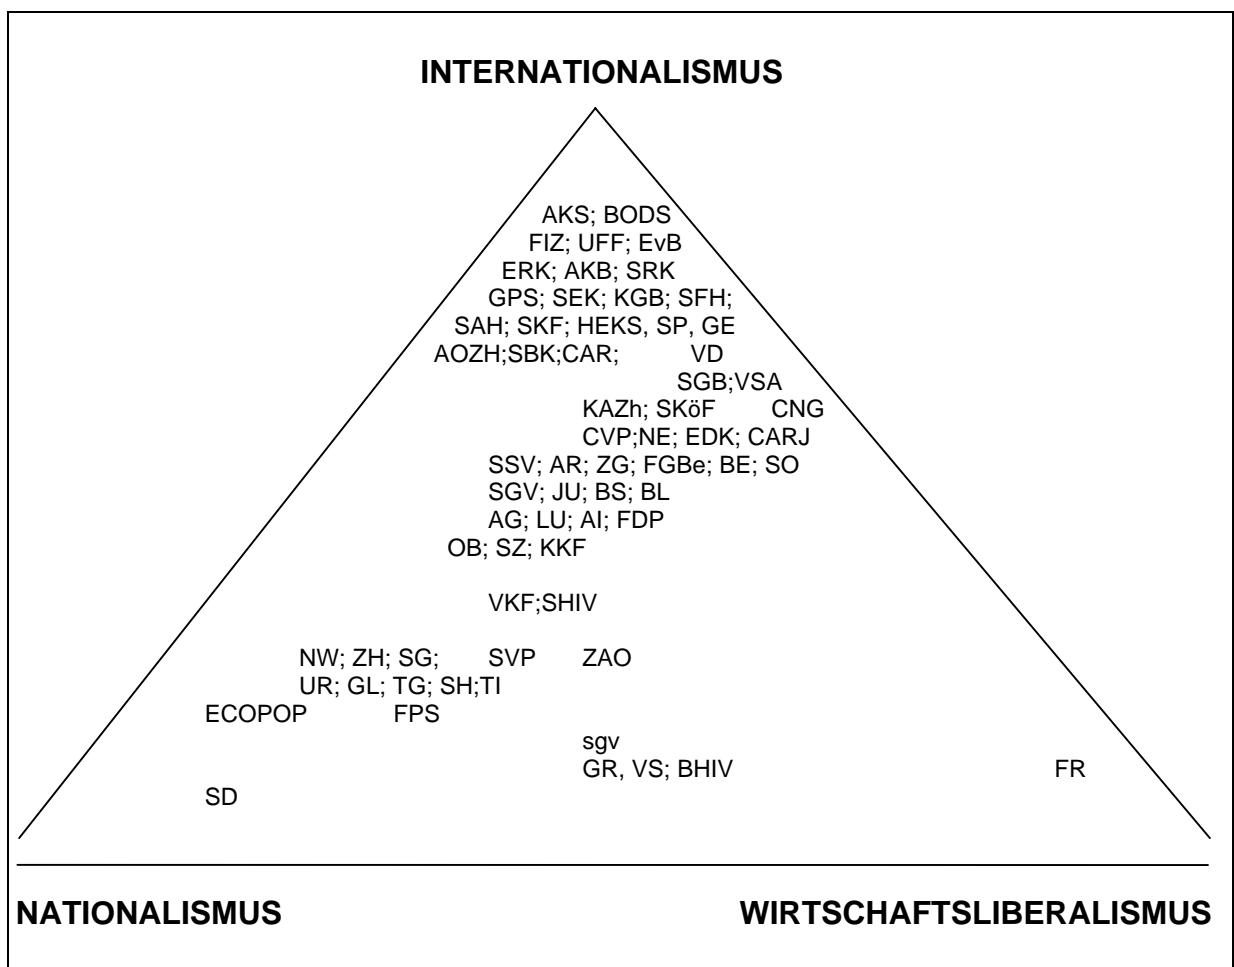 INTERNATIONALISMUS
AKS; BODS
FIZ; UFF; EvB
ERK; AKB; SRK
GPS; SEK; KGB; SFH;
SAH; SKF; HEKS, SP, GE
AOZH;SBK;CAR; VD
SGB;VSA
KAZh; SKöF CNG
CVP;NE; EDK; CARJ
SSV; AR; ZG; FGBe; BE; SO
SGV; JU; BS; BL
AG; LU; AI; FDP
OB; SZ; KKF
VKF;SHIV
NW; ZH; SG; SVP ZAO
UR; GL; TG; SH;TI
ECOPOP FPS
sgv
GR, VS; BHIV FR
SD
NATIONALISMUS WIRTSCHAFTSLIBERALISMUS